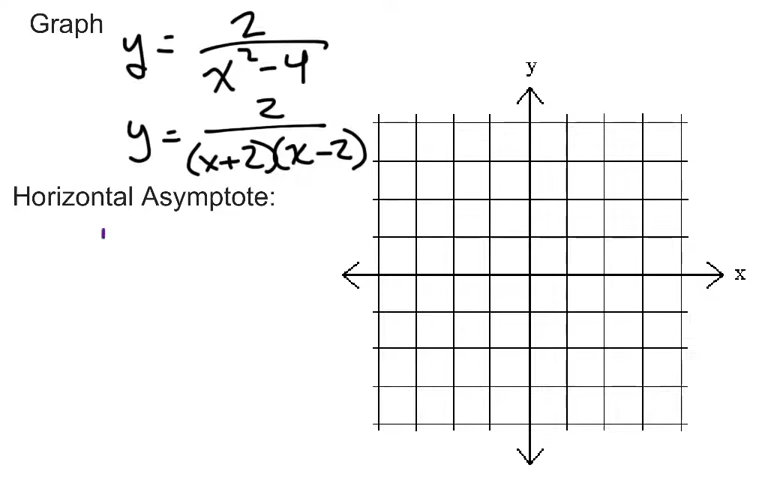 Graph y = 2/(x² - 4)
y = 2/((x+2)(x-2))
Horizontal Asymptote:
y
x